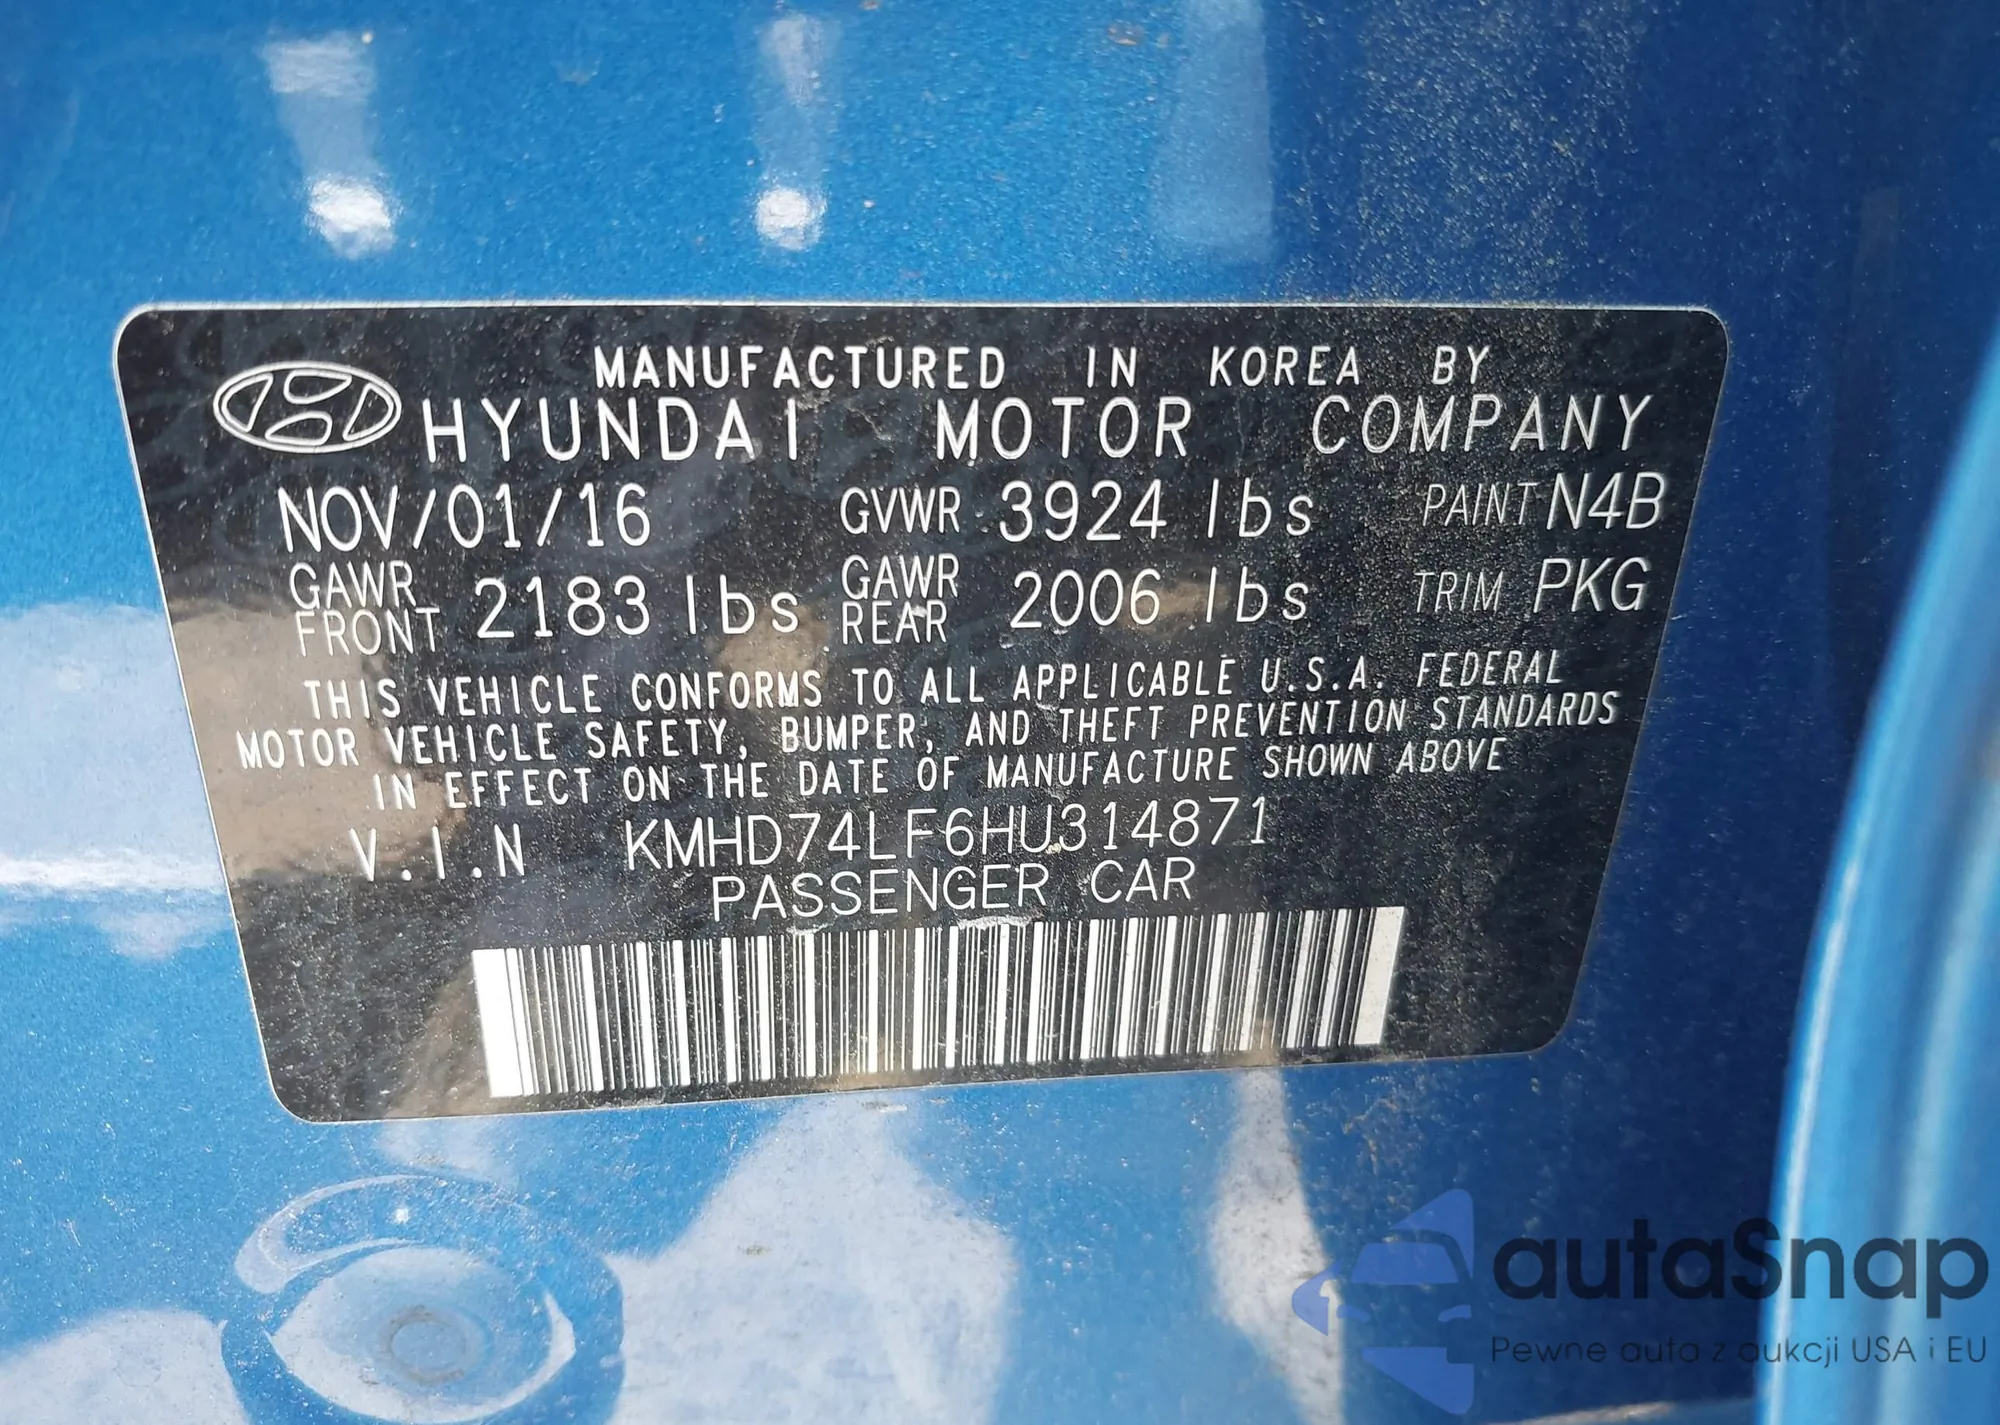 MANUFACTURED IN KOREA BY
HYUNDAI MOTOR COMPANY
NOV/01/16 GVWR 3924 lbs PAINT N4B
GAWR FRONT 2183 lbs GAWR REAR 2006 lbs TRIM PKG
THIS VEHICLE CONFORMS TO ALL APPLICABLE U.S.A. FEDERAL
MOTOR VEHICLE SAFETY, BUMPER, AND THEFT PREVENTION STANDARDS
IN EFFECT ON THE DATE OF MANUFACTURE SHOWN ABOVE
V.I.N KMHD74LF6HU314871
PASSENGER CAR
autaSnap
Pewne auta z aukcji USA i EU